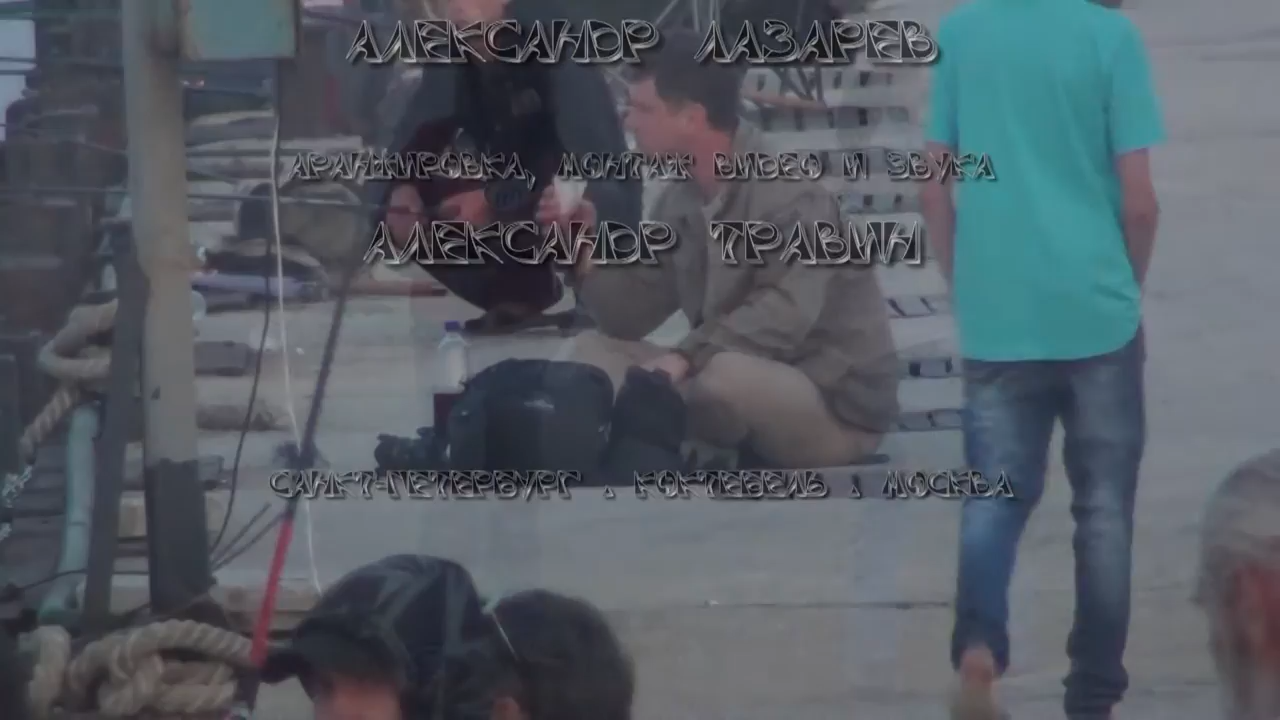 АЛЕКСАНДР ЛАЗАРЕВ
АРАНЖИРОВКА, МОНТАЖ ВИДЕО И ЗВУКА
АЛЕКСАНДР ТРАВИН
САНКТ-ПЕТЕРБУРГ . КОКТЕБЕЛЬ . МОСКВА